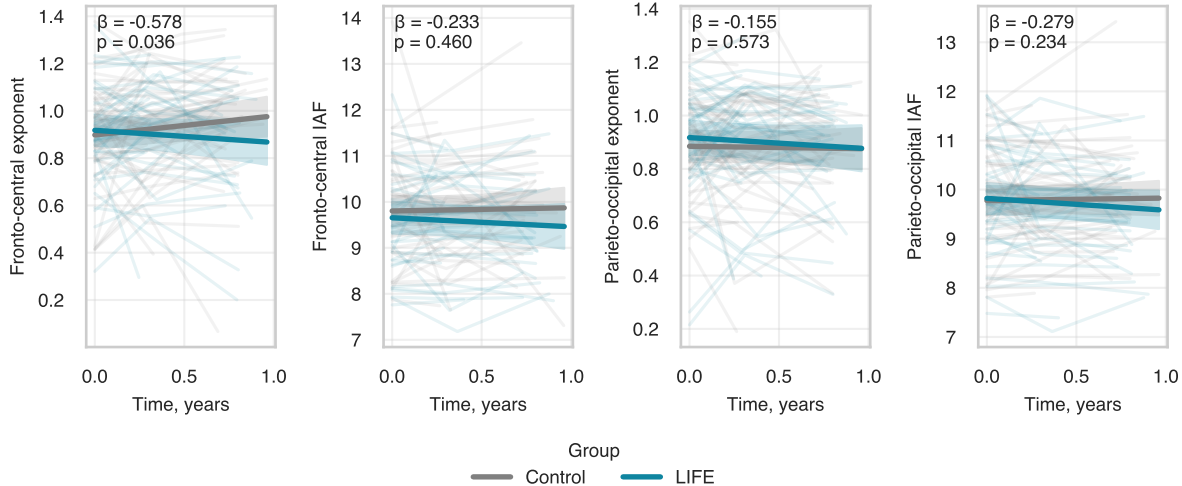 β = -0.578
p = 0.036
Fronto-central exponent
1.4
1.2
1.0
0.8
0.6
0.4
0.2
0.0
0.5
1.0
Time, years
β = -0.233
p = 0.460
Fronto-central IAF
14
13
12
11
10
9
8
7
0.0
0.5
1.0
Time, years
β = -0.155
p = 0.573
Parieto-occipital exponent
1.4
1.2
1.0
0.8
0.6
0.4
0.2
0.0
0.5
1.0
Time, years
β = -0.279
p = 0.234
Parieto-occipital IAF
13
12
11
10
9
8
7
0.0
0.5
1.0
Time, years
Group
Control
LIFE